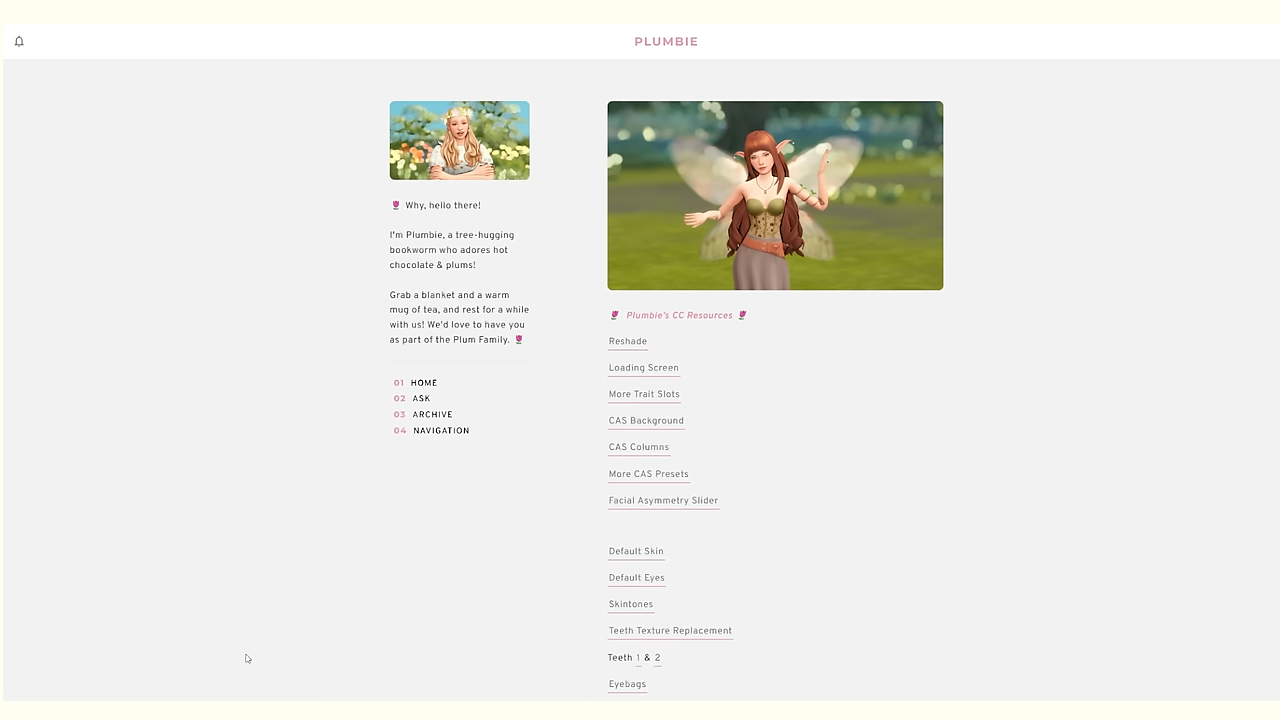 PLUMBIE
Why, hello there!
I'm Plumbie, a tree-hugging
bookworm who adores hot
chocolate & plums!
Grab a blanket and a warm
mug of tea, and rest for a while
with us! We'd love to have you
as part of the Plum Family.
01 HOME
02 ASK
03 ARCHIVE
04 NAVIGATION
Plumbie's CC Resources
Reshade
Loading Screen
More Trait Slots
CAS Background
CAS Columns
More CAS Presets
Facial Asymmetry Slider
Default Skin
Default Eyes
Skintones
Teeth Texture Replacement
Teeth 1 & 2
Eyebags